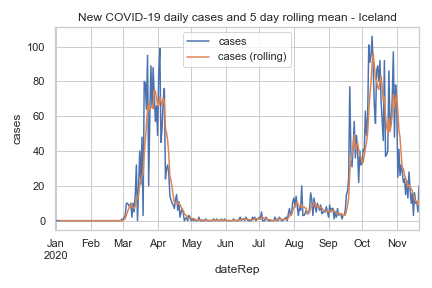 New COVID-19 daily cases and 5 day rolling mean - Iceland
cases
cases (rolling)
100
80
60
40
20
0
cases
Jan Feb Mar Apr May Jun Jul Aug Sep Oct Nov
2020
dateRep